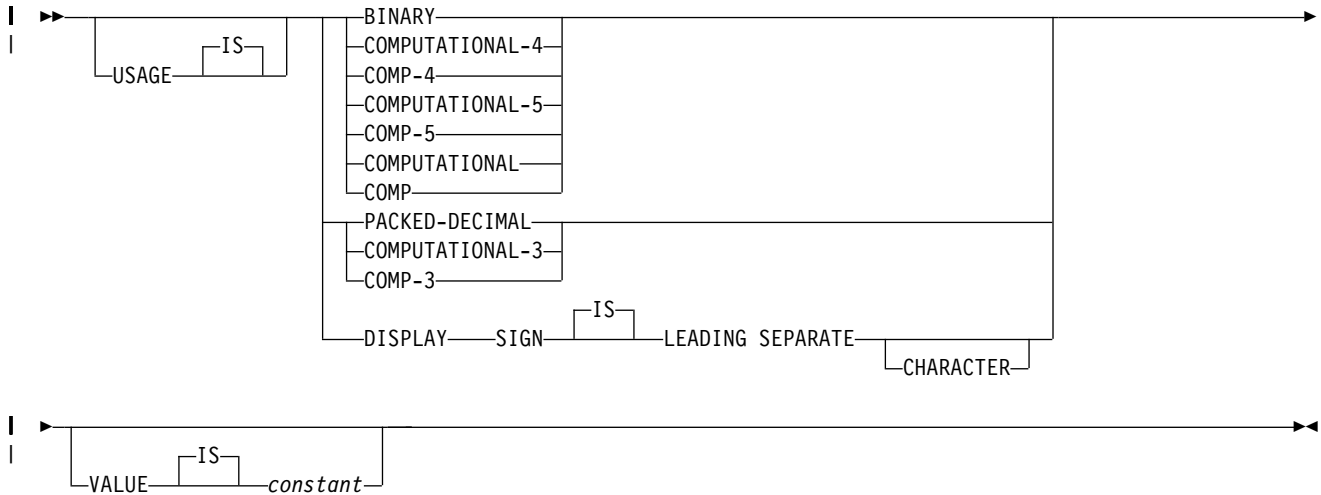 BINARY
IS COMPUTATIONAL-4
USAGE COMP-4
COMPUTATIONAL-5
COMP-5
COMPUTATIONAL
COMP
PACKED-DECIMAL
COMPUTATIONAL-3
COMP-3
IS
DISPLAY SIGN LEADING SEPARATE
CHARACTER
IS
VALUE constant